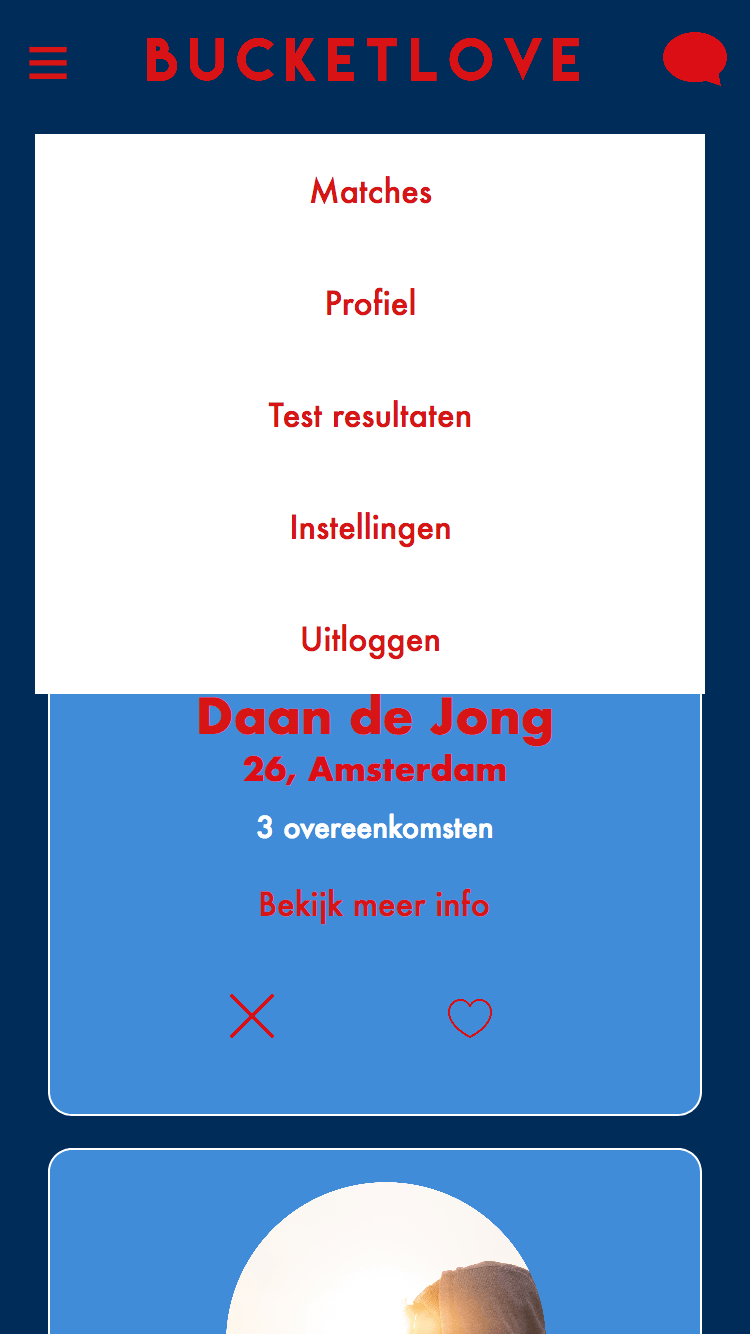 BUCKETLOVE
Matches
Profiel
Test resultaten
Instellingen
Uitloggen
Daan de Jong
26, Amsterdam
3 overeenkomsten
Bekijk meer info